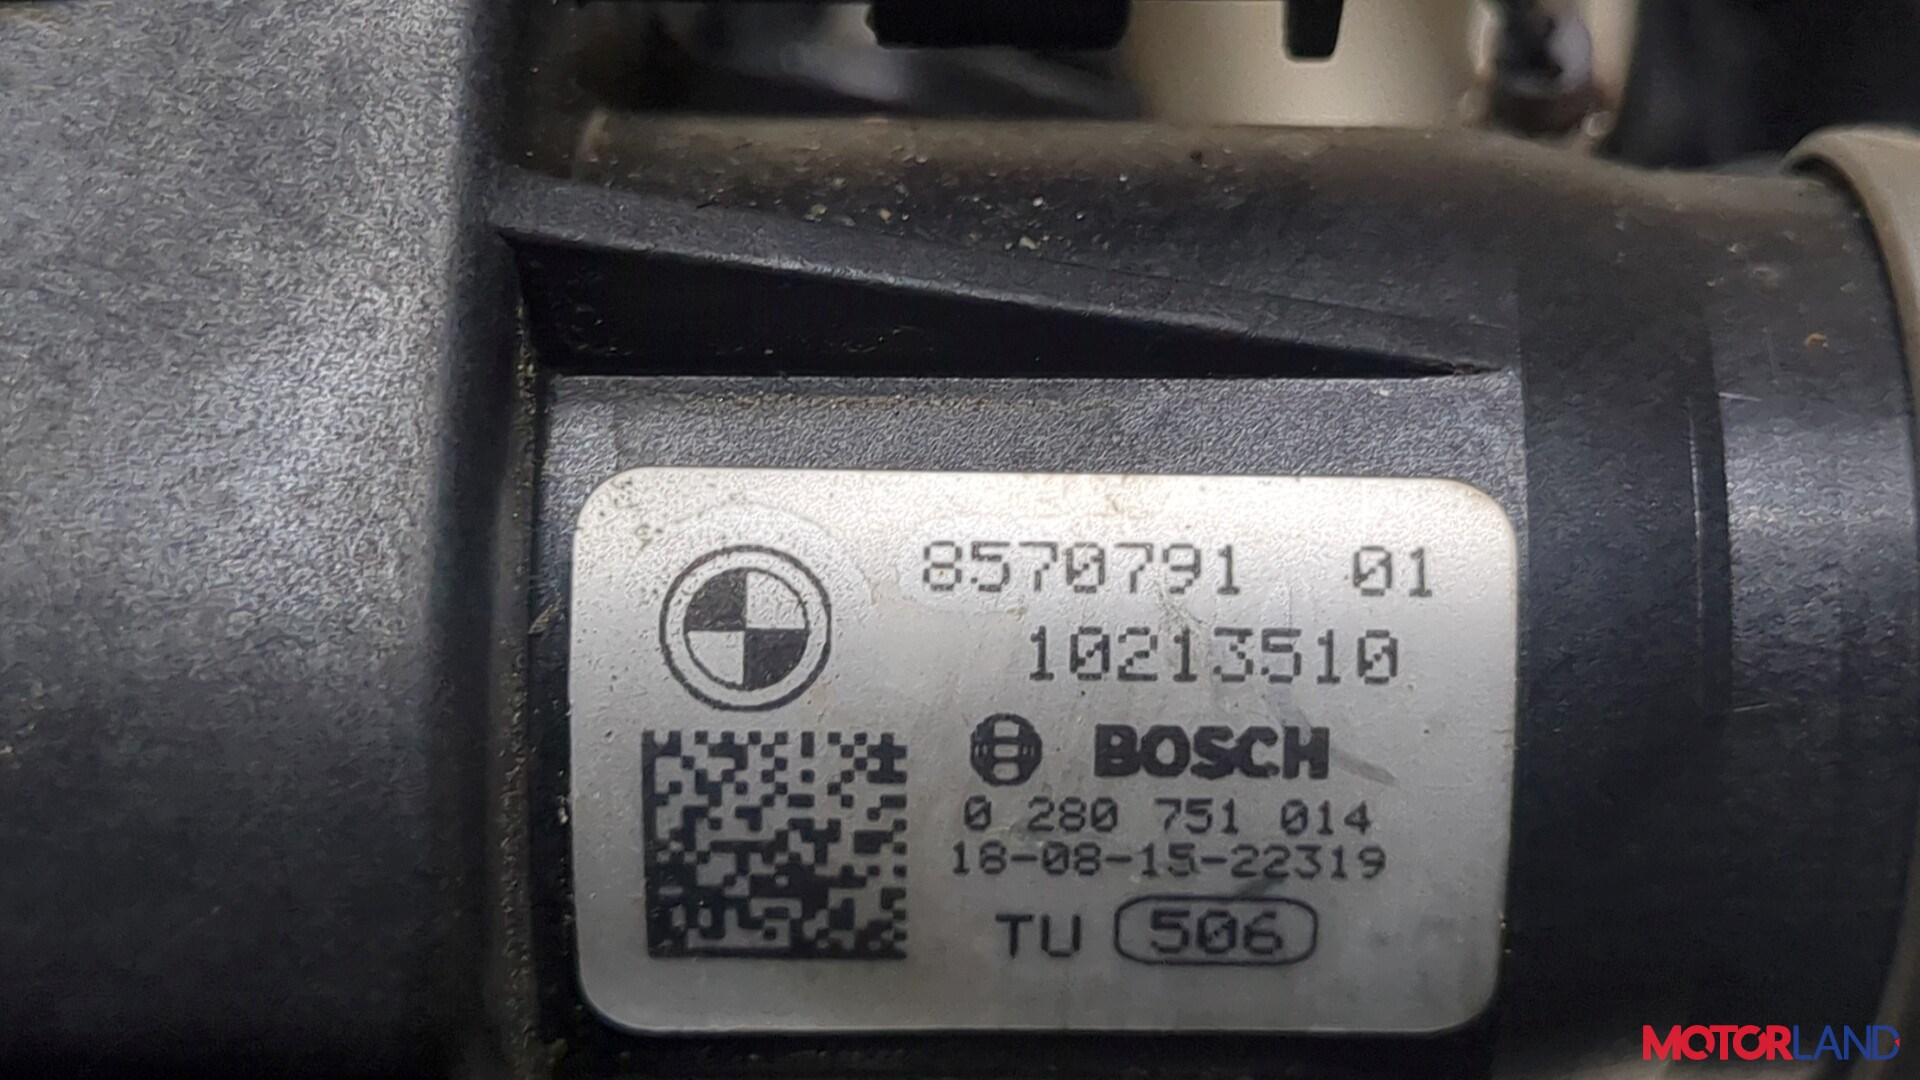 8570791 01
10213510
BOSCH
0 280 751 014
18-08-15-22319
TU 506
MOTORLAND